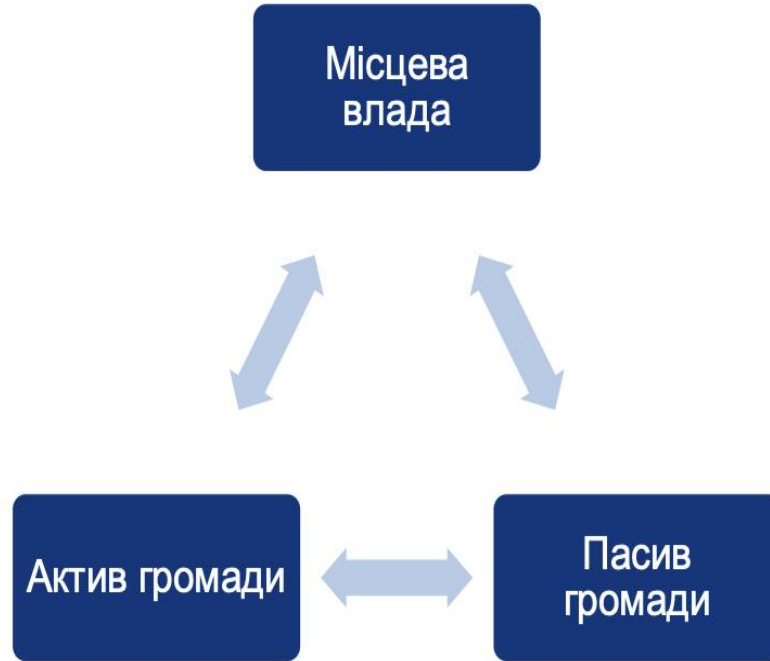 Місцева
влада
Актив громади
Пасив
громади